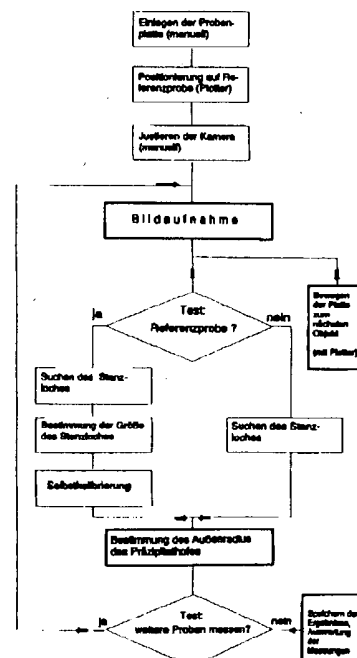 Einlegen der Proben-
platte (manuell)
Positionierung auf Re-
ferenzprobe (Plotter)
Justieren der Kamera
(manuell)
Bildaufnahme
ja
Test:
Referenzprobe ?
nein
Bewegen
der Platte
zum
nächsten
Objekt
(mit Plotter)
Suchen des Stanz-
loches
Bestimmung der Größe
des Stanzloches
Selbstkalibrierung
Suchen des Stanz-
loches
Bestimmung des Außenradius
des Präzipitathofes
ja
Test:
weitere Proben messen?
nein
Speichern der
Ergebnisse,
Auswertung
der
Messungen